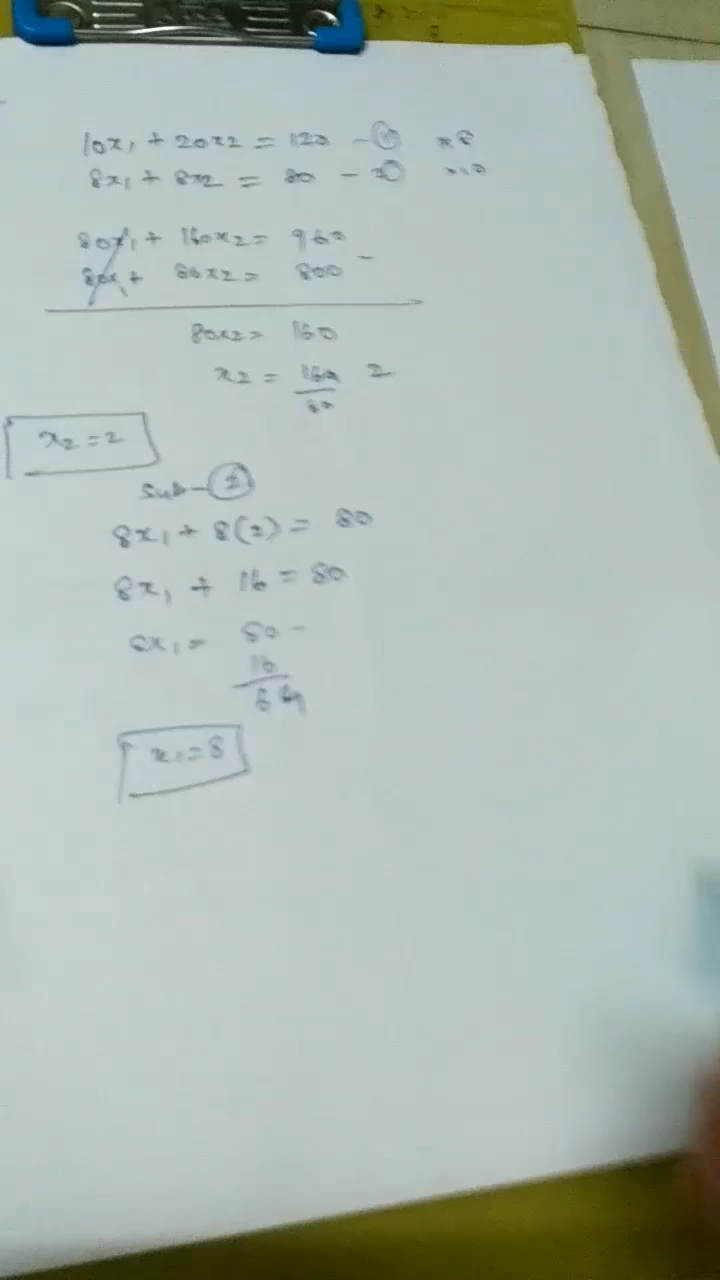 10x₁ + 20x2 = 120 - ① × 8
8x₁ + 8x2 = 80 - ② × 10
80x₁ + 160x2 = 960
80x₁ + 80x2 = 800 -
80x2 = 160
x2 = 160/80 2
x2 = 2
sub - ②
8x₁ + 8(2) = 80
8x₁ + 16 = 80
8x₁ = 80 -
16
64
x₁ = 8